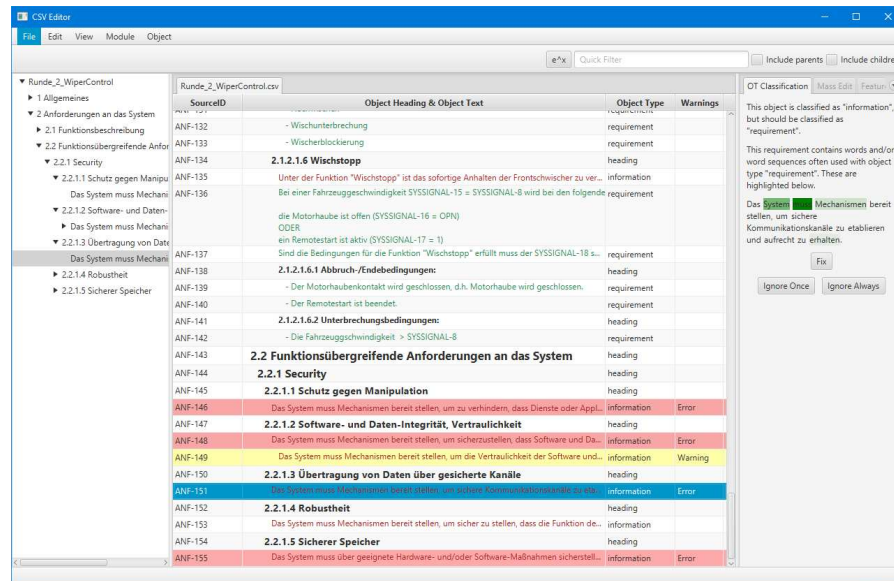 CSV Editor
File Edit View Module Object
e^x Quick Filter Include parents Include childre
Runde_2_WiperControl
1 Allgemeines
2 Anforderungen an das System
2.1 Funktionsbeschreibung
2.2 Funktionsübergreifende Anfor
2.2.1 Security
2.2.1.1 Schutz gegen Manipu
Das System muss Mechani
2.2.1.2 Software- und Daten-
Das System muss Mechani
2.2.1.3 Übertragung von Date
Das System muss Mechani
2.2.1.4 Robustheit
2.2.1.5 Sicherer Speicher
Runde_2_WiperControl.csv
SourceID Object Heading & Object Text Object Type Warnings
ANF-132 - Wischunterbrechung requirement
ANF-133 - Wischerblockierung requirement
ANF-134 2.1.2.1.6 Wischstopp heading
ANF-135 Unter der Funktion "Wischstopp" ist das sofortige Anhalten der Frontschwischer zu ver... information
ANF-136 Bei einer Fahrzeuggeschwindigkeit SYSSIGNAL-15 = SYSSIGNAL-8 wird bei den folgende requirement
die Motorhaube ist offen (SYSSIGNAL-16 = OPN)
ODER
ein Remotestart ist aktiv (SYSSIGNAL-17 = 1)
ANF-137 Sind die Bedingungen für die Funktion "Wischstopp" erfüllt muss der SYSSIGNAL-18 s... requirement
ANF-138 2.1.2.1.6.1 Abbruch-/Endebedingungen: heading
ANF-139 - Der Motorhaubenkontakt wird geschlossen, d.h. Motorhaube wird geschlossen. requirement
ANF-140 - Der Remotestart ist beendet. requirement
ANF-141 2.1.2.1.6.2 Unterbrechungsbedingungen: heading
ANF-142 - Die Fahrzeuggschwindigkeit > SYSSIGNAL-8 requirement
ANF-143 2.2 Funktionsübergreifende Anforderungen an das System heading
ANF-144 2.2.1 Security heading
ANF-145 2.2.1.1 Schutz gegen Manipulation heading
ANF-146 Das System muss Mechanismen bereit stellen, um zu verhindern, dass Dienste oder Appl... information Error
ANF-147 2.2.1.2 Software- und Daten-Integrität, Vertraulichkeit heading
ANF-148 Das System muss Mechanismen bereit stellen, um sicherzustellen, dass Software und Da... information Error
ANF-149 Das System muss Mechanismen bereit stellen, um die Vertraulichkeit der Software und... information Warning
ANF-150 2.2.1.3 Übertragung von Daten über gesicherte Kanäle heading
ANF-151 Das System muss Mechanismen bereit stellen, um sichere Kommunikationskanäle zu eta... information Error
ANF-152 2.2.1.4 Robustheit heading
ANF-153 Das System muss Mechanismen bereit stellen, um sicher zu stellen, dass die Funktion de... information
ANF-154 2.2.1.5 Sicherer Speicher heading
ANF-155 Das System muss über geeignete Hardware- und/oder Software-Maßnahmen sicherstell... information Error
OT Classification Mass Edit Featur
This object is classified as "information",
but should be classified as
"requirement".
This requirement contains words and/or
word sequences often used with object
type "requirement". These are
highlighted below.
Das System muss Mechanismen bereit
stellen, um sichere
Kommunikationskanäle zu etablieren
und aufrecht zu erhalten.
Fix
Ignore Once Ignore Always